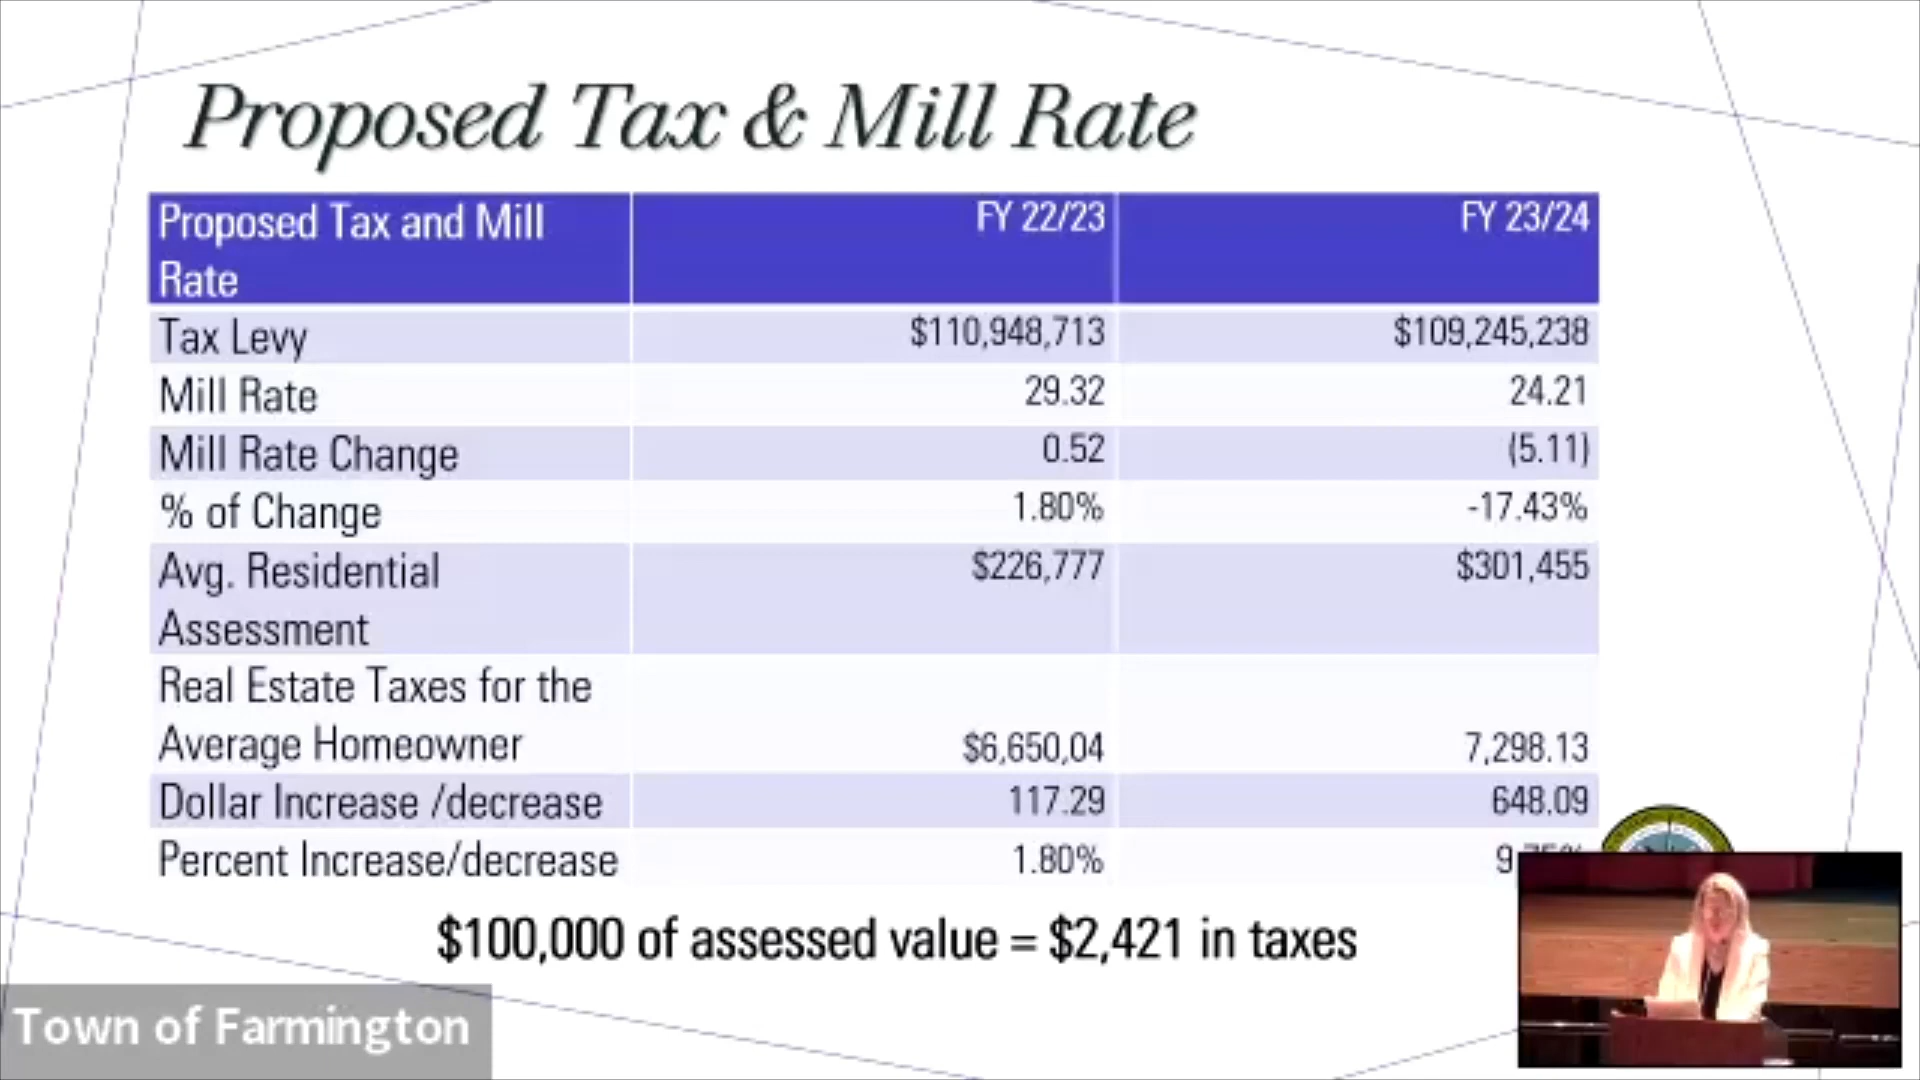 Proposed Tax & Mill Rate
Proposed Tax and Mill Rate FY 22/23 FY 23/24
Tax Levy $110,948,713 $109,245,238
Mill Rate 29.32 24.21
Mill Rate Change 0.52 (5.11)
% of Change 1.80% -17.43%
Avg. Residential Assessment $226,777 $301,455
Real Estate Taxes for the Average Homeowner $6,650,04 7,298.13
Dollar Increase /decrease 117.29 648.09
Percent Increase/decrease 1.80%
$100,000 of assessed value = $2,421 in taxes
Town of Farmington